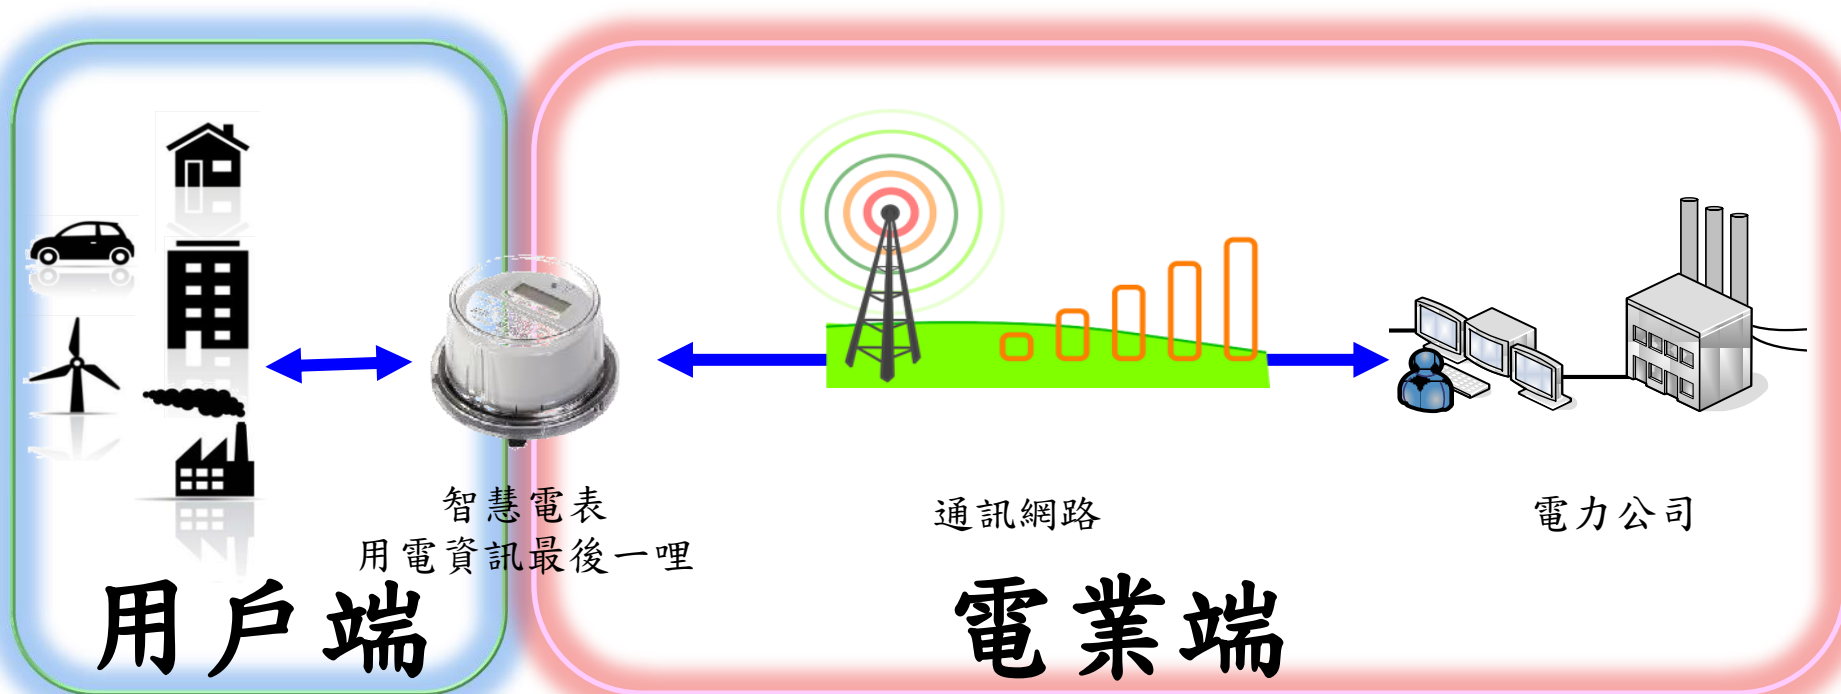 智慧電表
用電資訊最後一哩
通訊網路
電力公司
用戶端
電業端